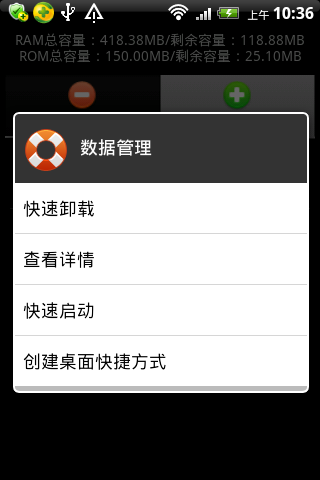 上午 10:36
RAM总容量：418.38MB/剩余容量：118.88MB
ROM总容量：150.00MB/剩余容量：25.10MB
数据管理
快速卸载
查看详情
快速启动
创建桌面快捷方式